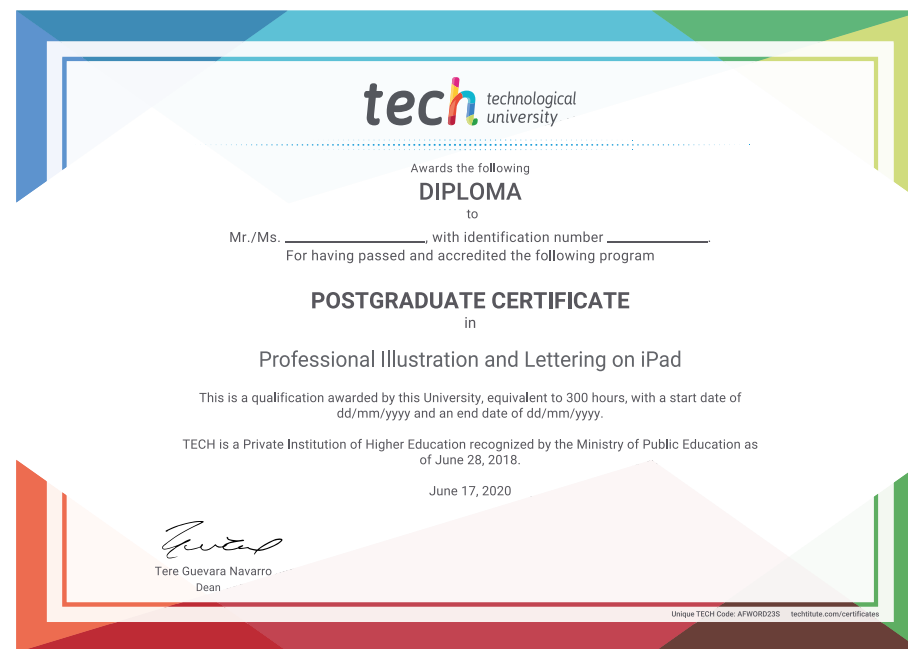 tech technological
university
Awards the following
DIPLOMA
to
Mr./Ms. ____________________, with identification number ______________.
For having passed and accredited the following program
POSTGRADUATE CERTIFICATE
in
Professional Illustration and Lettering on iPad
This is a qualification awarded by this University, equivalent to 300 hours, with a start date of
dd/mm/yyyy and an end date of dd/mm/yyyy.
TECH is a Private Institution of Higher Education recognized by the Ministry of Public Education as
of June 28, 2018.
June 17, 2020
Tere Guevara Navarro
Dean
Unique TECH Code: AFWORD23S techtitute.com/certificates